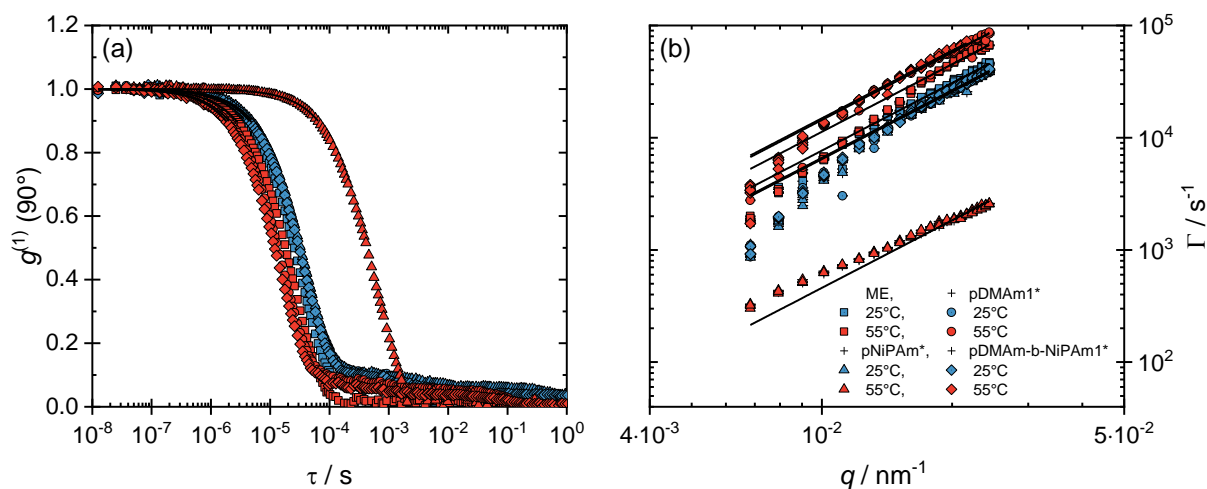 (a)
1.2
1.0
0.8
0.6
0.4
0.2
0.0
g(1) (90°)
10-8 10-7 10-6 10-5 10-4 10-3 10-2 10-1 100
τ / s
(b)
105
104
103
102
Γ / s-1
ME, pDMAm1*
25°C, 25°C
55°C, 55°C
pNiPAm*, pDMAm-b-NiPAm1*
25°C, 25°C
55°C, 55°C
4·10-3 10-2 5·10-2
q / nm-1